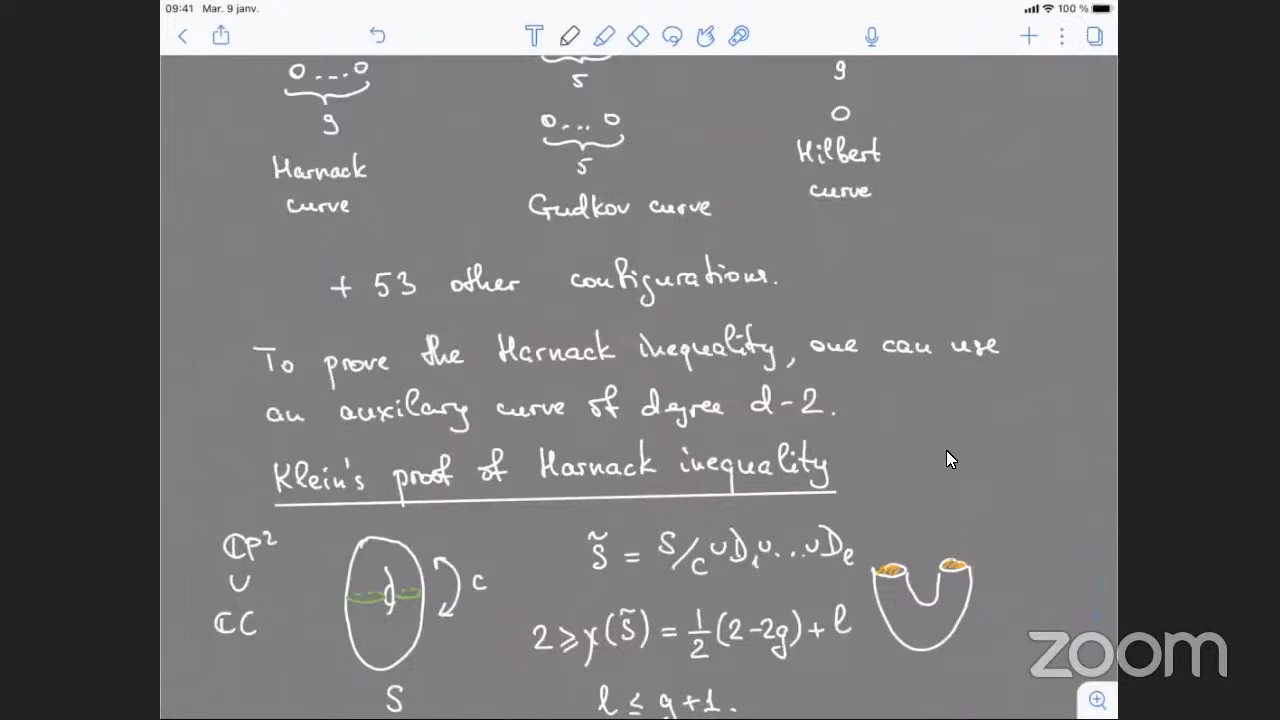 09:41 Mar. 9 janv.
100 %
T
o...o
9
Harnack
curve
5
o...o
5
Gudkov curve
9
o
Hilbert
curve
+ 53 other configurations.
To prove the Harnack inequality, one can use
an auxilary curve of degree d-2.
Klein's proof of Harnack inequality
ℂP²
∪
ℂC
c
S
S̃ = S/c ∪D₁∪...∪Dₗ
2 ≥ χ(S̃) = 1/2 (2-2g) + l
l ≤ g+1.
zoom